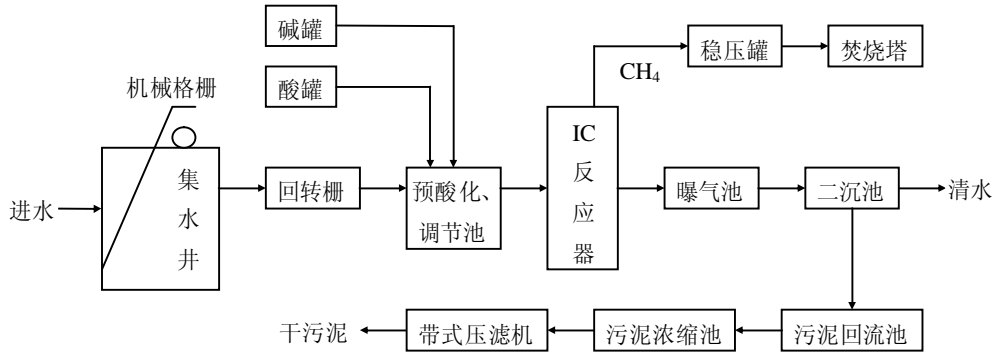 碱罐
稳压罐
焚烧塔
CH₄
机械格栅
酸罐
IC
反
应
器
集
水
井
进水
回转栅
预酸化、
调节池
曝气池
二沉池
清水
干污泥
带式压滤机
污泥浓缩池
污泥回流池